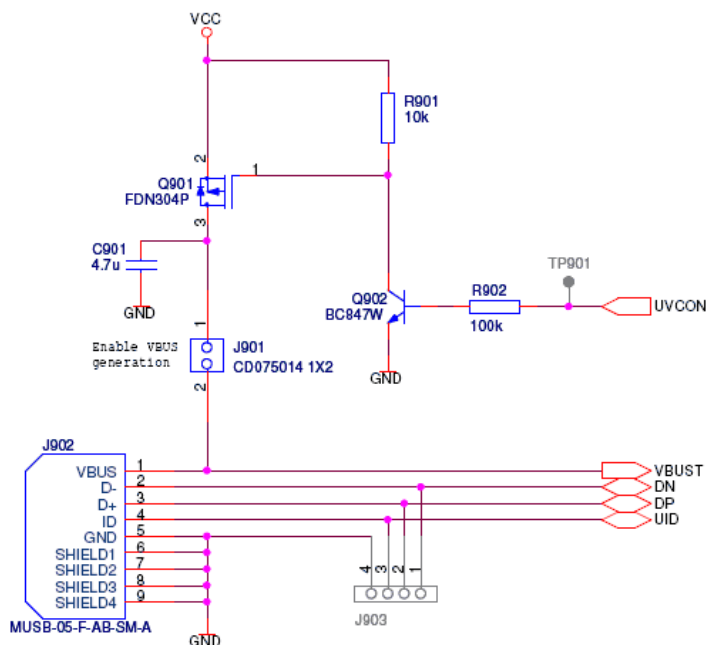 VCC
R901
10k
2
1
Q901
FDN304P
3
C901
4.7u
GND
TP901
Q902
BC847W
R902
100k
UVCON
GND
1
Enable VBUS
generation
J901
CD075014 1X2
2
J902
VBUS 1 VBUST
D- 2 DN
D+ 3 DP
ID 4 UID
GND 5
SHIELD1 6
SHIELD2 7
SHIELD3 8
SHIELD4 9
4 3 2 1
J903
MUSB-05-F-AB-SM-A
GND